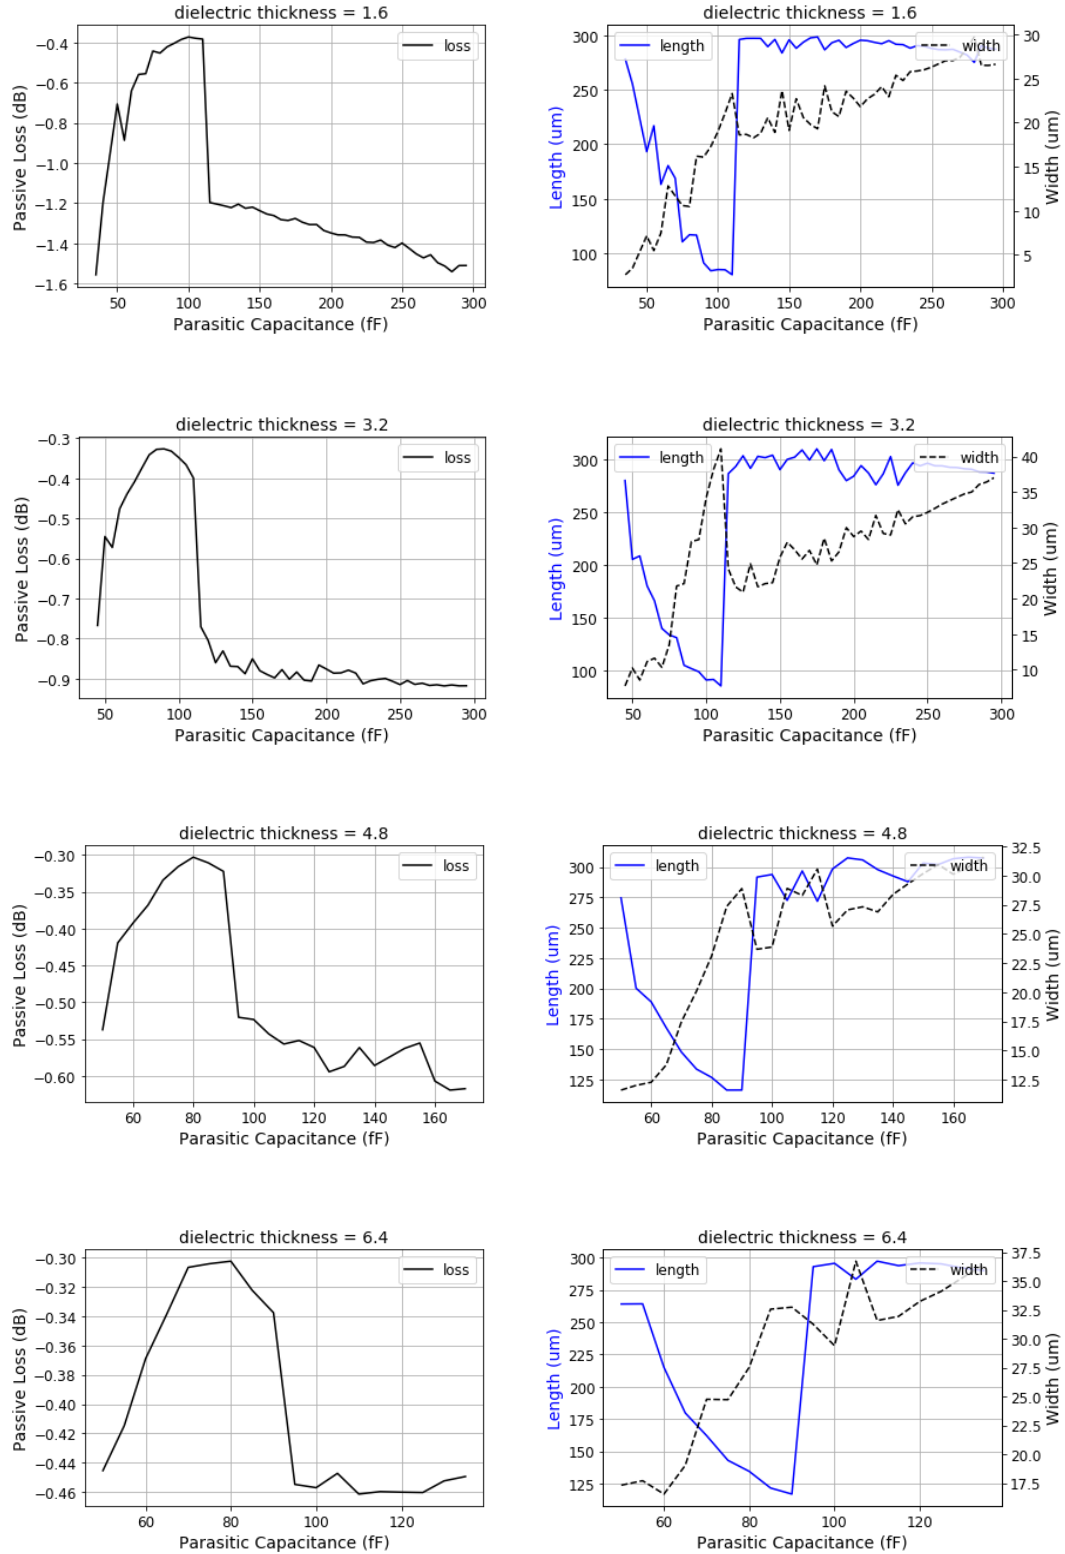 dielectric thickness = 1.6
Passive Loss (dB)
−0.4
−0.6
−0.8
−1.0
−1.2
−1.4
−1.6
loss
50 100 150 200 250 300
Parasitic Capacitance (fF)
dielectric thickness = 1.6
Length (um)
300
250
200
150
100
length
width
30
25
20
15
10
5
Width (um)
50 100 150 200 250 300
Parasitic Capacitance (fF)
dielectric thickness = 3.2
Passive Loss (dB)
−0.3
−0.4
−0.5
−0.6
−0.7
−0.8
−0.9
loss
50 100 150 200 250 300
Parasitic Capacitance (fF)
dielectric thickness = 3.2
Length (um)
300
250
200
150
100
length
width
40
35
30
25
20
15
10
Width (um)
50 100 150 200 250 300
Parasitic Capacitance (fF)
dielectric thickness = 4.8
Passive Loss (dB)
−0.30
−0.35
−0.40
−0.45
−0.50
−0.55
−0.60
loss
60 80 100 120 140 160
Parasitic Capacitance (fF)
dielectric thickness = 4.8
Length (um)
300
275
250
225
200
175
150
125
length
width
32.5
30.0
27.5
25.0
22.5
20.0
17.5
15.0
12.5
Width (um)
60 80 100 120 140 160
Parasitic Capacitance (fF)
dielectric thickness = 6.4
Passive Loss (dB)
−0.30
−0.32
−0.34
−0.36
−0.38
−0.40
−0.42
−0.44
−0.46
loss
60 80 100 120
Parasitic Capacitance (fF)
dielectric thickness = 6.4
Length (um)
300
275
250
225
200
175
150
125
length
width
37.5
35.0
32.5
30.0
27.5
25.0
22.5
20.0
17.5
Width (um)
60 80 100 120
Parasitic Capacitance (fF)